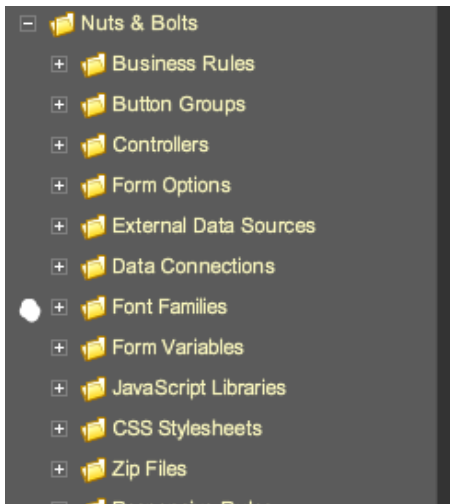 Nuts & Bolts
Business Rules
Button Groups
Controllers
Form Options
External Data Sources
Data Connections
Font Families
Form Variables
JavaScript Libraries
CSS Stylesheets
Zip Files